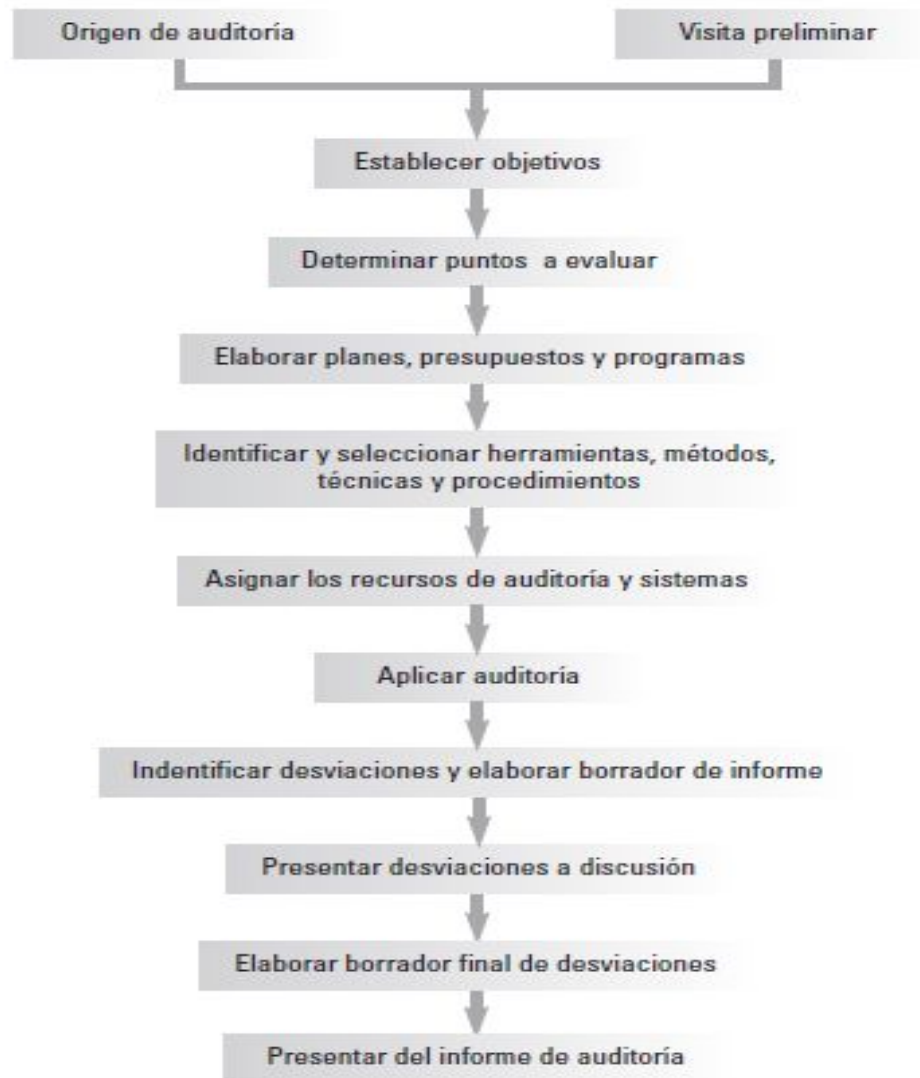 Origen de auditoría
Visita preliminar
Establecer objetivos
Determinar puntos a evaluar
Elaborar planes, presupuestos y programas
Identificar y seleccionar herramientas, métodos,
técnicas y procedimientos
Asignar los recursos de auditoría y sistemas
Aplicar auditoría
Indentificar desviaciones y elaborar borrador de informe
Presentar desviaciones a discusión
Elaborar borrador final de desviaciones
Presentar del informe de auditoría